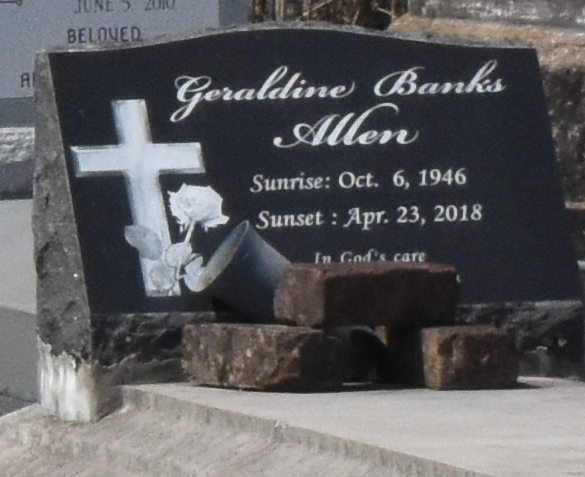 JUNE 5 2010
BELOVED
Geraldine Banks
Allen
Sunrise: Oct. 6, 1946
Sunset : Apr. 23, 2018
In God's care